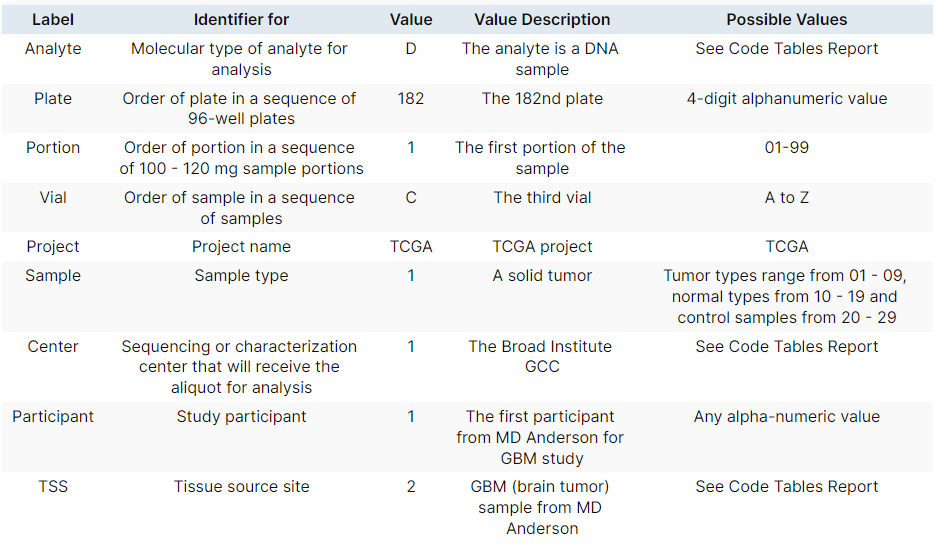 Label Identifier for Value Value Description Possible Values
Analyte Molecular type of analyte for analysis D The analyte is a DNA sample See Code Tables Report
Plate Order of plate in a sequence of 96-well plates 182 The 182nd plate 4-digit alphanumeric value
Portion Order of portion in a sequence of 100 - 120 mg sample portions 1 The first portion of the sample 01-99
Vial Order of sample in a sequence of samples C The third vial A to Z
Project Project name TCGA TCGA project TCGA
Sample Sample type 1 A solid tumor Tumor types range from 01 - 09, normal types from 10 - 19 and control samples from 20 - 29
Center Sequencing or characterization center that will receive the aliquot for analysis 1 The Broad Institute GCC See Code Tables Report
Participant Study participant 1 The first participant from MD Anderson for GBM study Any alpha-numeric value
TSS Tissue source site 2 GBM (brain tumor) sample from MD Anderson See Code Tables Report